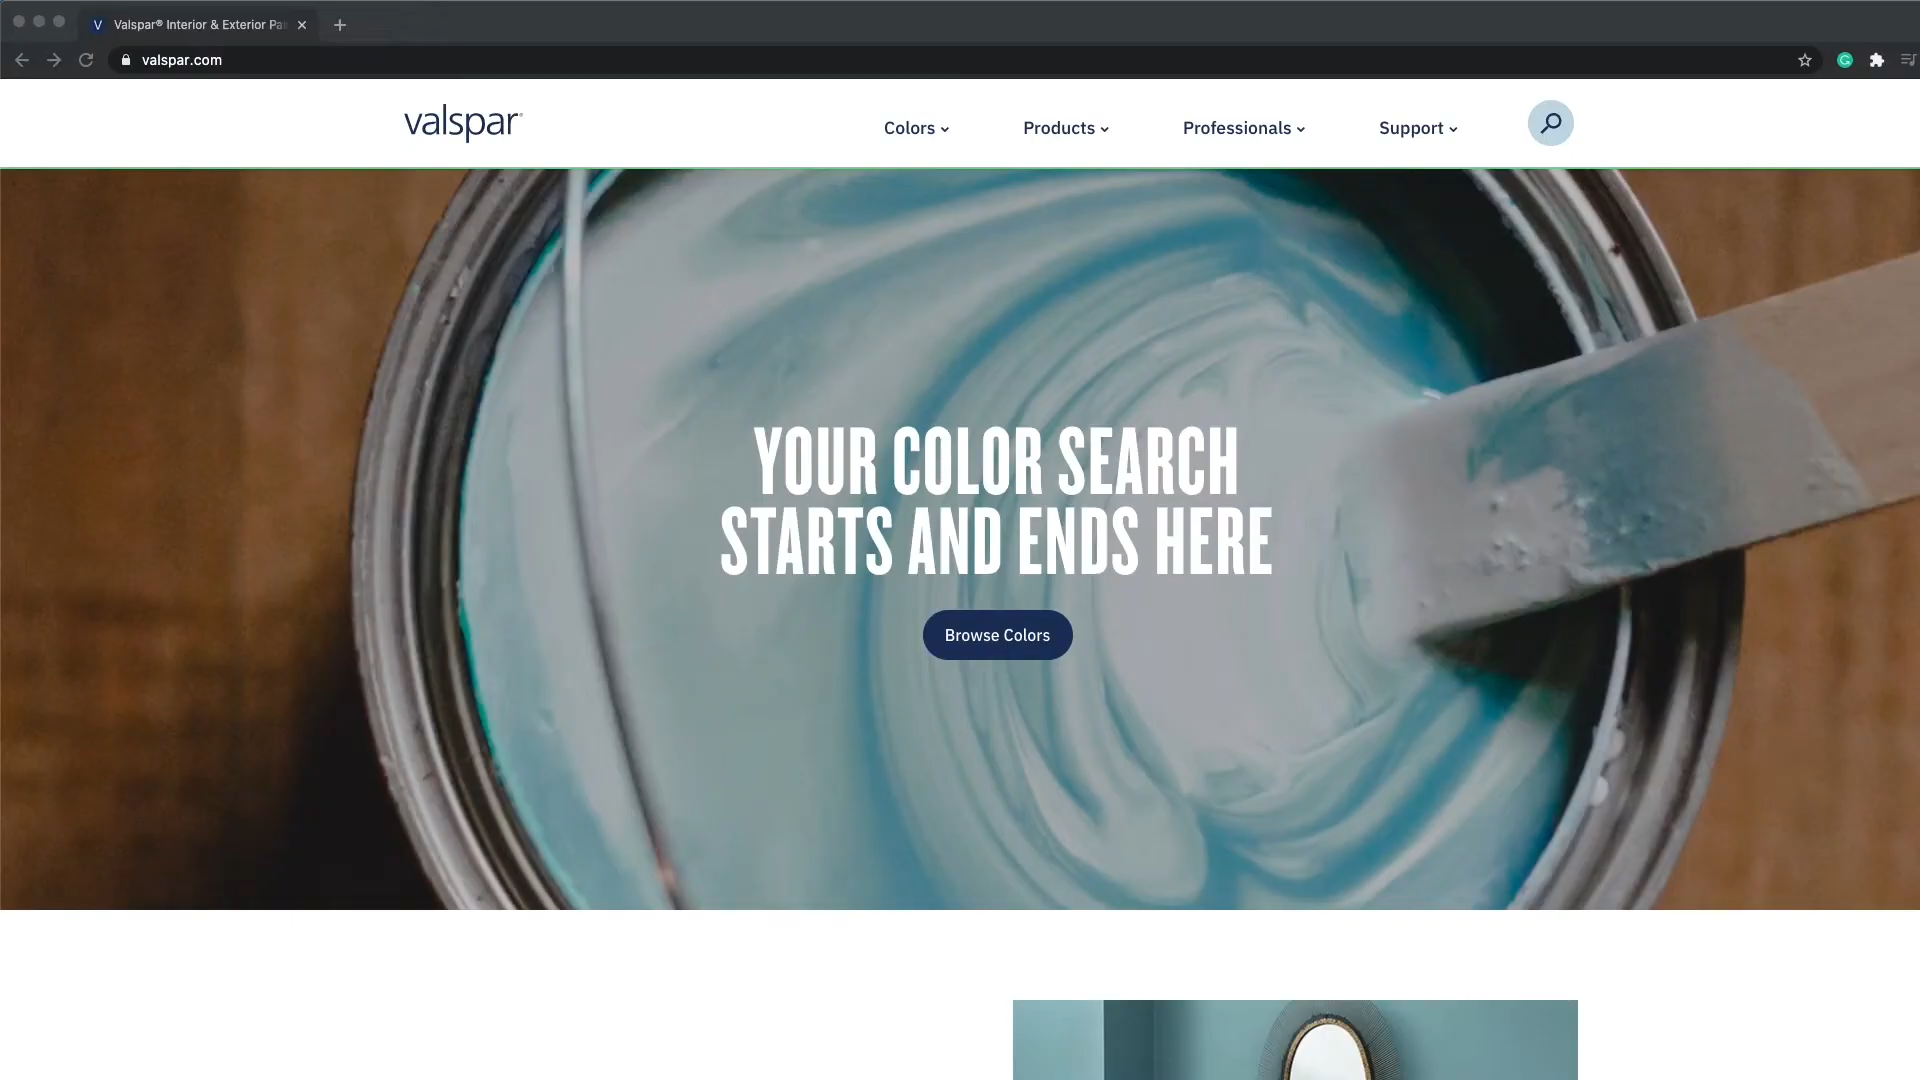 V Valspar® Interior & Exterior Pa
valspar.com
valspar®
Colors Products Professionals Support
YOUR COLOR SEARCH
STARTS AND ENDS HERE
Browse Colors